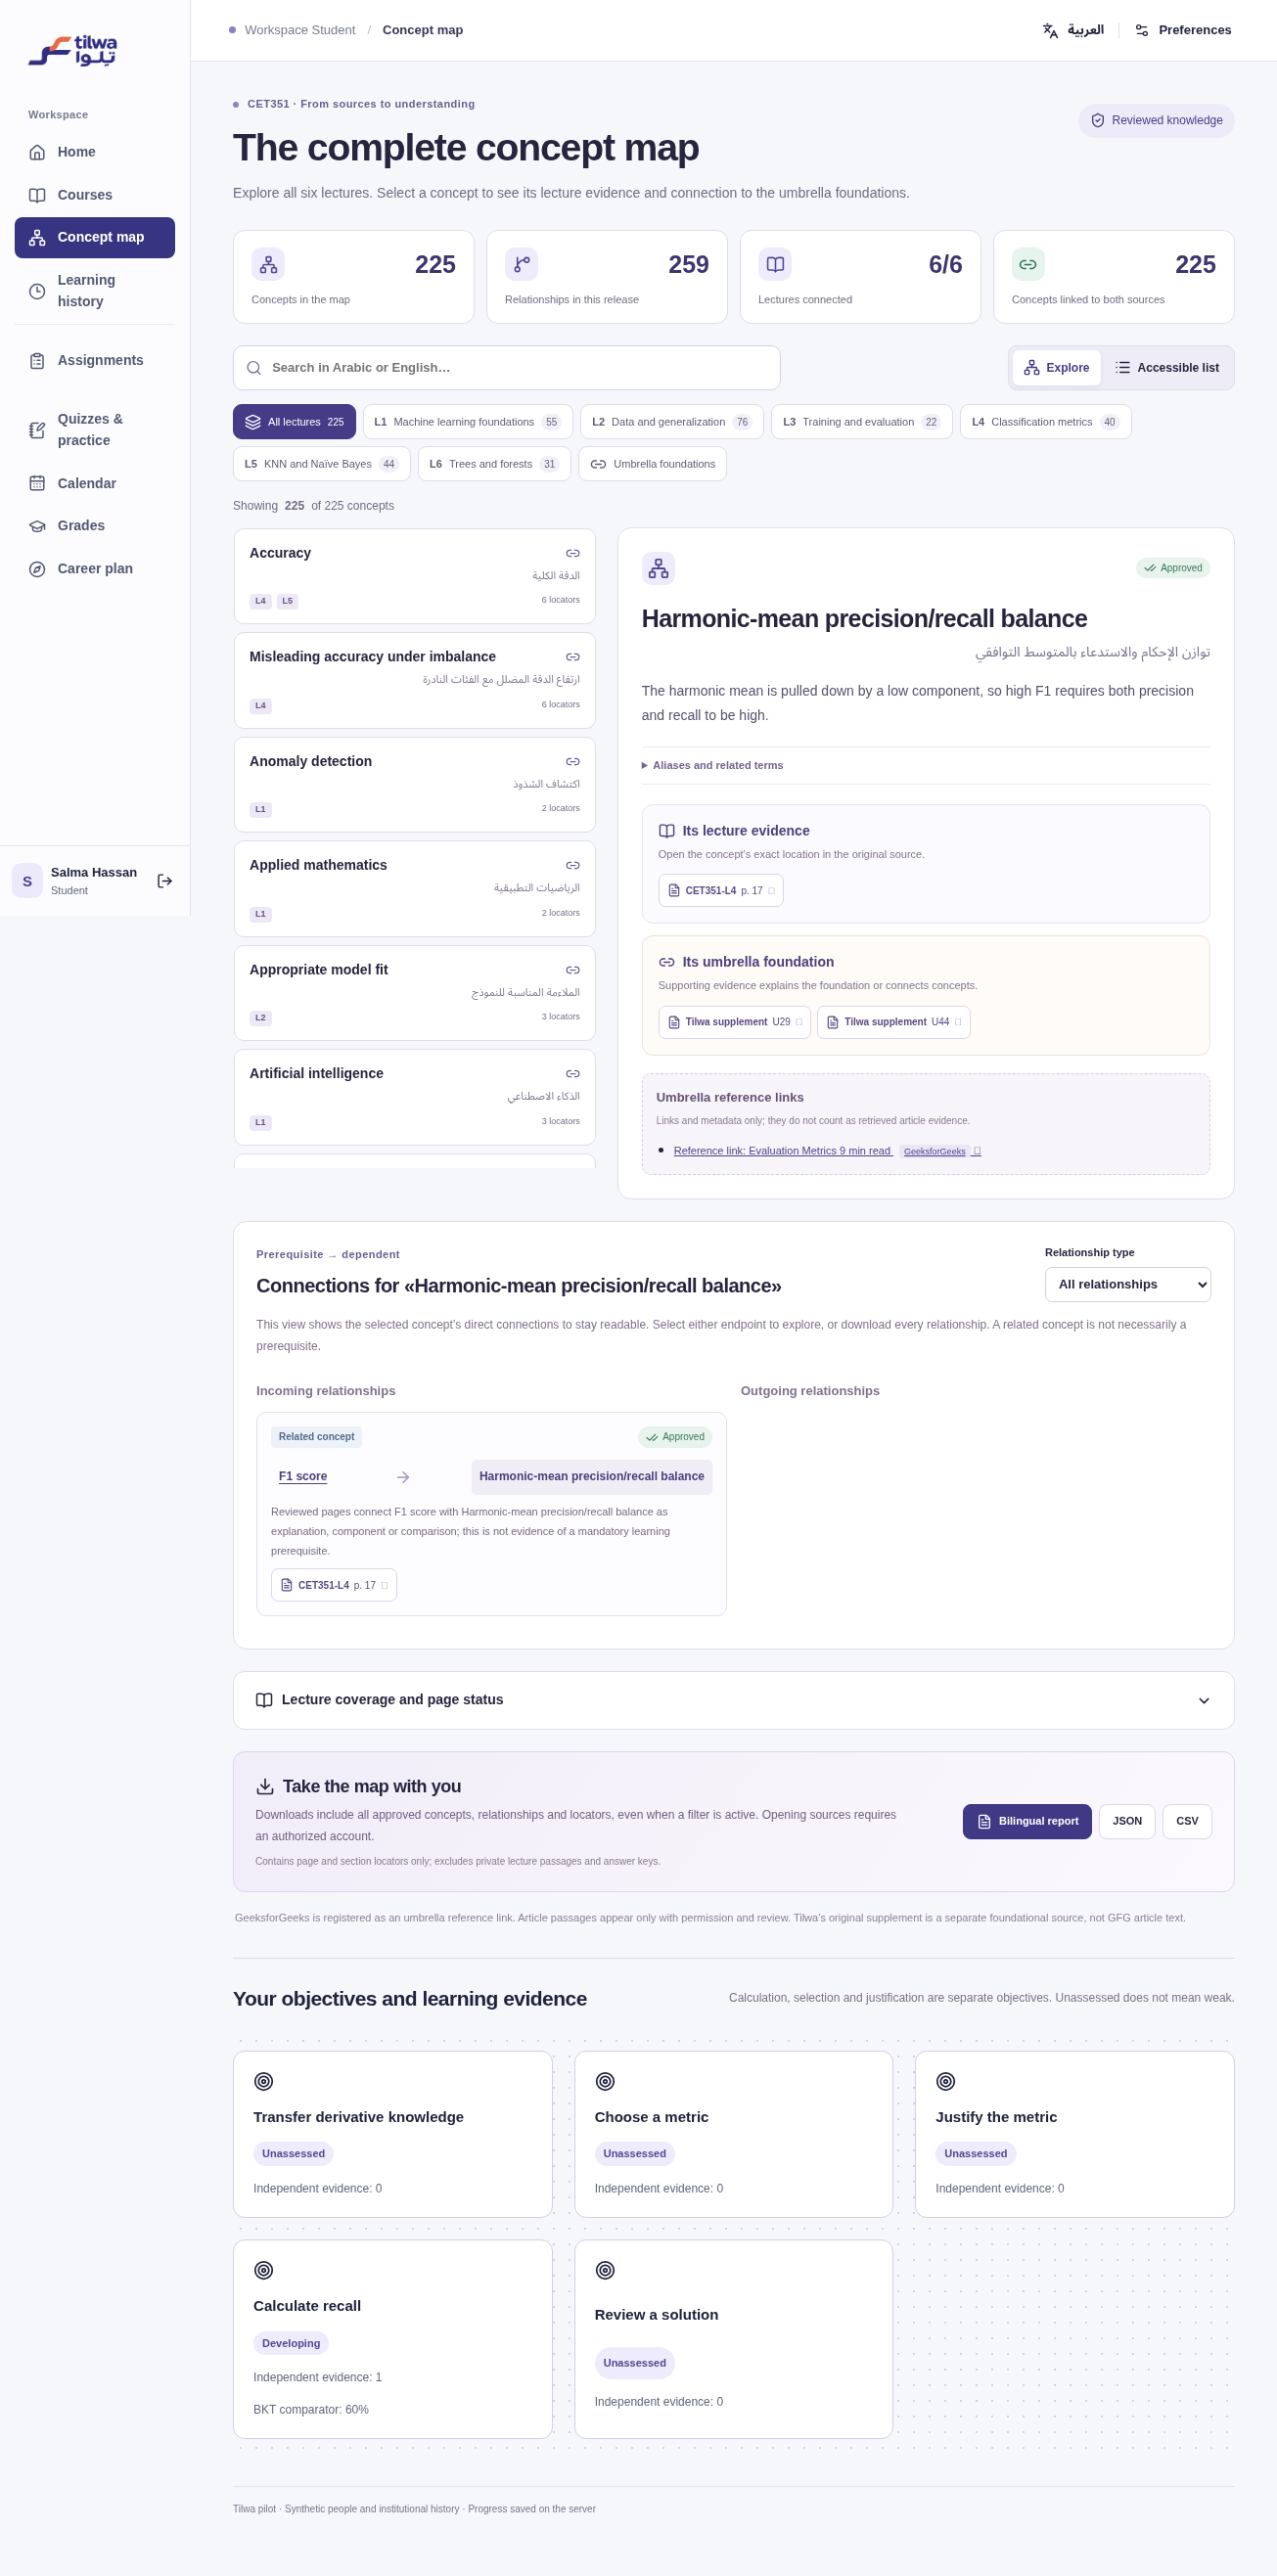 tilwa
تِلوا
Workspace
Home
Courses
Concept map
Learning
history
Assignments
Quizzes &
practice
Calendar
Grades
Career plan
S
Salma Hassan
Student
Workspace Student / Concept map
العربية
Preferences
CET351 · From sources to understanding
The complete concept map
Explore all six lectures. Select a concept to see its lecture evidence and connection to the umbrella foundations.
Reviewed knowledge
225
Concepts in the map
259
Relationships in this release
6/6
Lectures connected
225
Concepts linked to both sources
Search in Arabic or English…
Explore
Accessible list
All lectures 225
L1 Machine learning foundations 55
L2 Data and generalization 76
L3 Training and evaluation 22
L4 Classification metrics 40
L5 KNN and Naïve Bayes 44
L6 Trees and forests 31
Umbrella foundations
Showing 225 of 225 concepts
Accuracy
الدقة الكلية
L4 L5 6 locators
Misleading accuracy under imbalance
ارتفاع الدقة المضلل مع الفئات النادرة
L4 6 locators
Anomaly detection
اكتشاف الشذوذ
L1 2 locators
Applied mathematics
الرياضيات التطبيقية
L1 2 locators
Appropriate model fit
الملاءمة المناسبة للنموذج
L2 3 locators
Artificial intelligence
الذكاء الاصطناعي
L1 3 locators
Approved
Harmonic-mean precision/recall balance
توازن الإحكام والاستدعاء بالمتوسط التوافقي
The harmonic mean is pulled down by a low component, so high F1 requires both precision
and recall to be high.
Aliases and related terms
Its lecture evidence
Open the concept’s exact location in the original source.
CET351-L4 p. 17
Its umbrella foundation
Supporting evidence explains the foundation or connects concepts.
Tilwa supplement U29
Tilwa supplement U44
Umbrella reference links
Links and metadata only; they do not count as retrieved article evidence.
Reference link: Evaluation Metrics 9 min read GeeksforGeeks
Prerequisite → dependent
Connections for «Harmonic-mean precision/recall balance»
Relationship type
All relationships
This view shows the selected concept’s direct connections to stay readable. Select either endpoint to explore, or download every relationship. A related concept is not necessarily a
prerequisite.
Incoming relationships
Outgoing relationships
Related concept
Approved
F1 score → Harmonic-mean precision/recall balance
Reviewed pages connect F1 score with Harmonic-mean precision/recall balance as
explanation, component or comparison; this is not evidence of a mandatory learning
prerequisite.
CET351-L4 p. 17
Lecture coverage and page status
Take the map with you
Downloads include all approved concepts, relationships and locators, even when a filter is active. Opening sources requires
an authorized account.
Contains page and section locators only; excludes private lecture passages and answer keys.
Bilingual report
JSON
CSV
GeeksforGeeks is registered as an umbrella reference link. Article passages appear only with permission and review. Tilwa’s original supplement is a separate foundational source, not GFG article text.
Your objectives and learning evidence
Calculation, selection and justification are separate objectives. Unassessed does not mean weak.
Transfer derivative knowledge
Unassessed
Independent evidence: 0
Choose a metric
Unassessed
Independent evidence: 0
Justify the metric
Unassessed
Independent evidence: 0
Calculate recall
Developing
Independent evidence: 1
BKT comparator: 60%
Review a solution
Unassessed
Independent evidence: 0
Tilwa pilot · Synthetic people and institutional history · Progress saved on the server